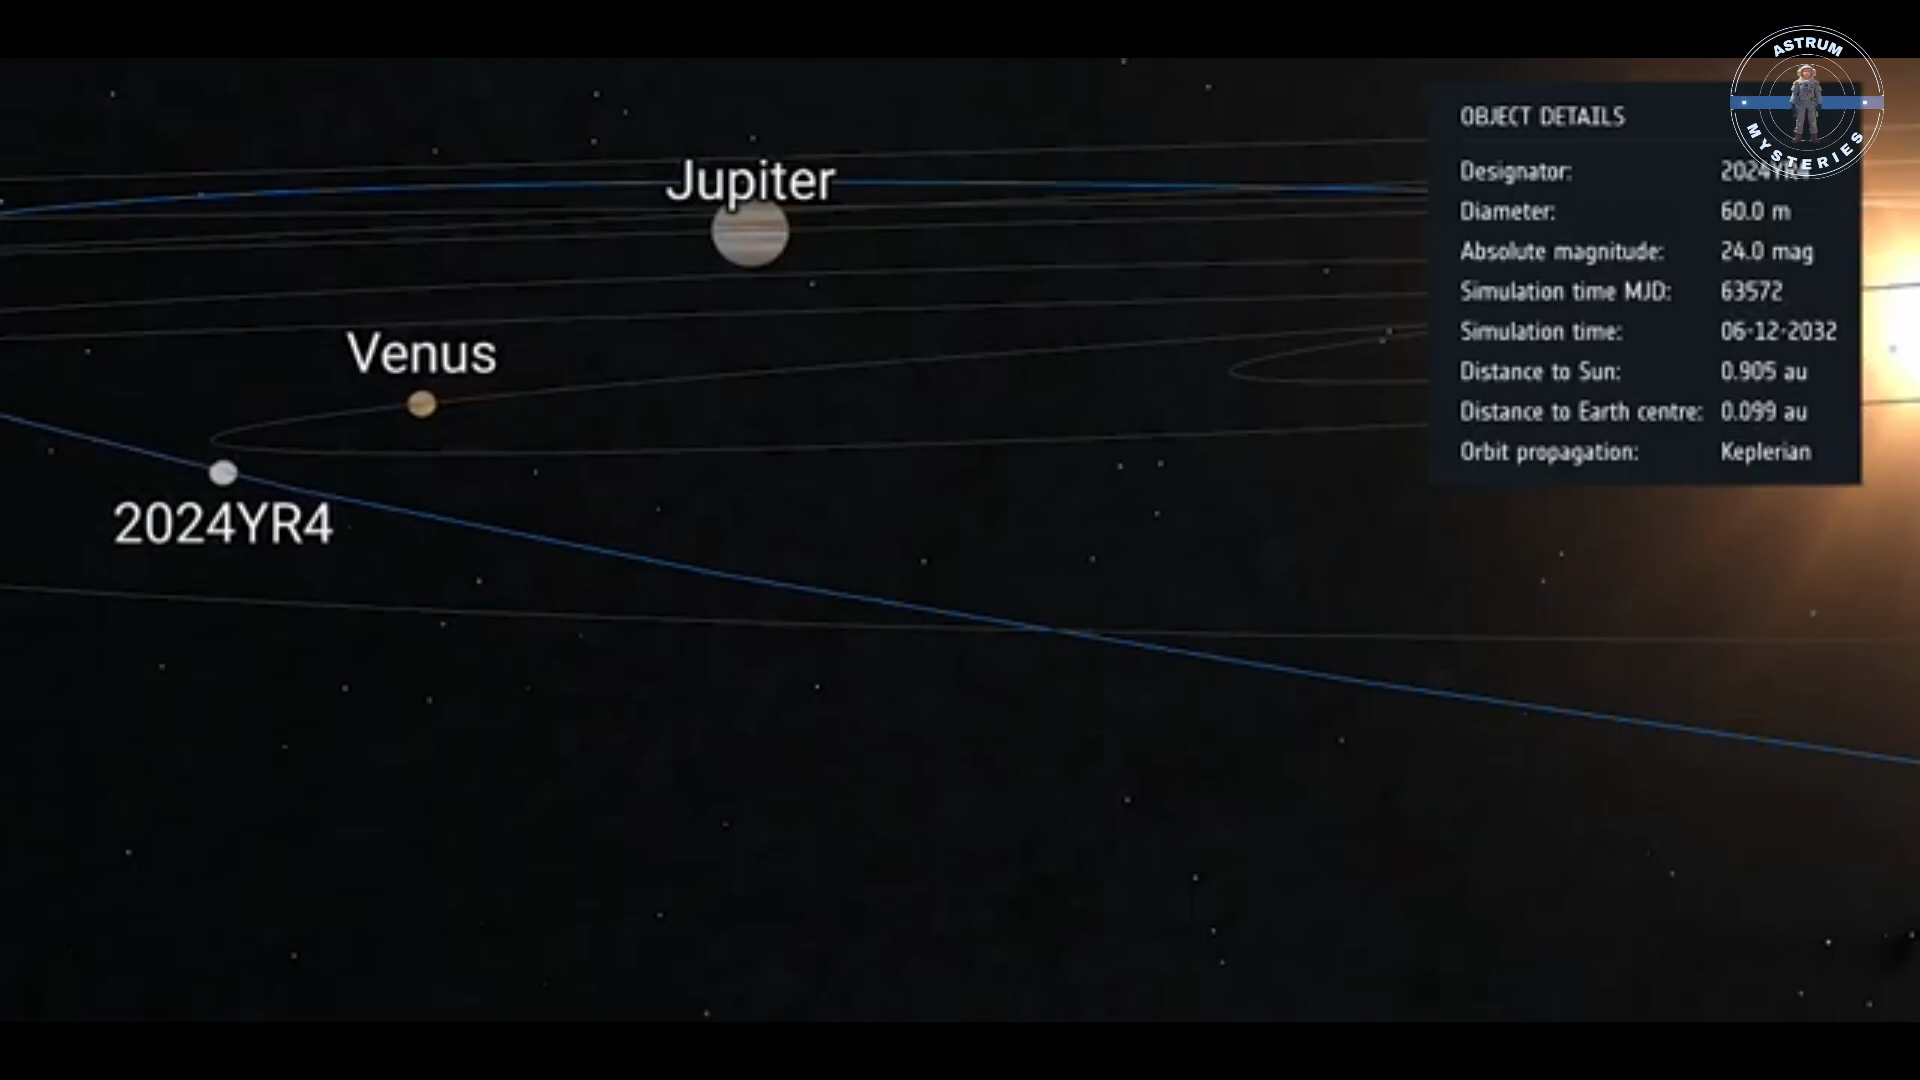 ASTRUM
MYSTERIES
OBJECT DETAILS
Designator: 2024YR4
Diameter: 60.0 m
Absolute magnitude: 24.0 mag
Simulation time MJD: 63572
Simulation time: 06-12-2032
Distance to Sun: 0.905 au
Distance to Earth centre: 0.099 au
Orbit propagation: Keplerian
Jupiter
Venus
2024YR4